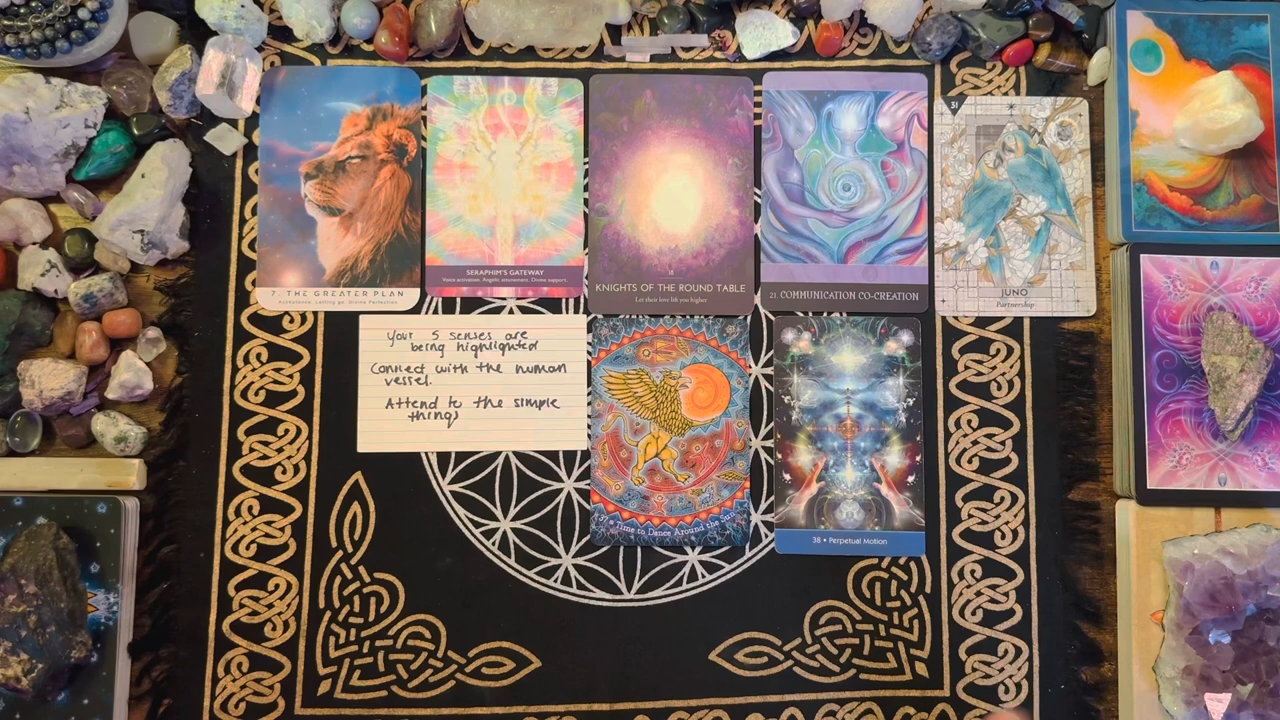 7. THE GREATER PLAN
Acceptance. Letting go. Divine Perfection
SERAPHIM'S GATEWAY
Voice activation. Angelic attunement. Divine support.
18
KNIGHTS OF THE ROUND TABLE
Let their love lift you higher
21. COMMUNICATION CO-CREATION
31
JUNO
Partnership
Your 5 senses are
being highlighted
Connect with the human
vessel.
Attend to the simple
things
37 * Time to Dance Around the Sun
38 • Perpetual Motion